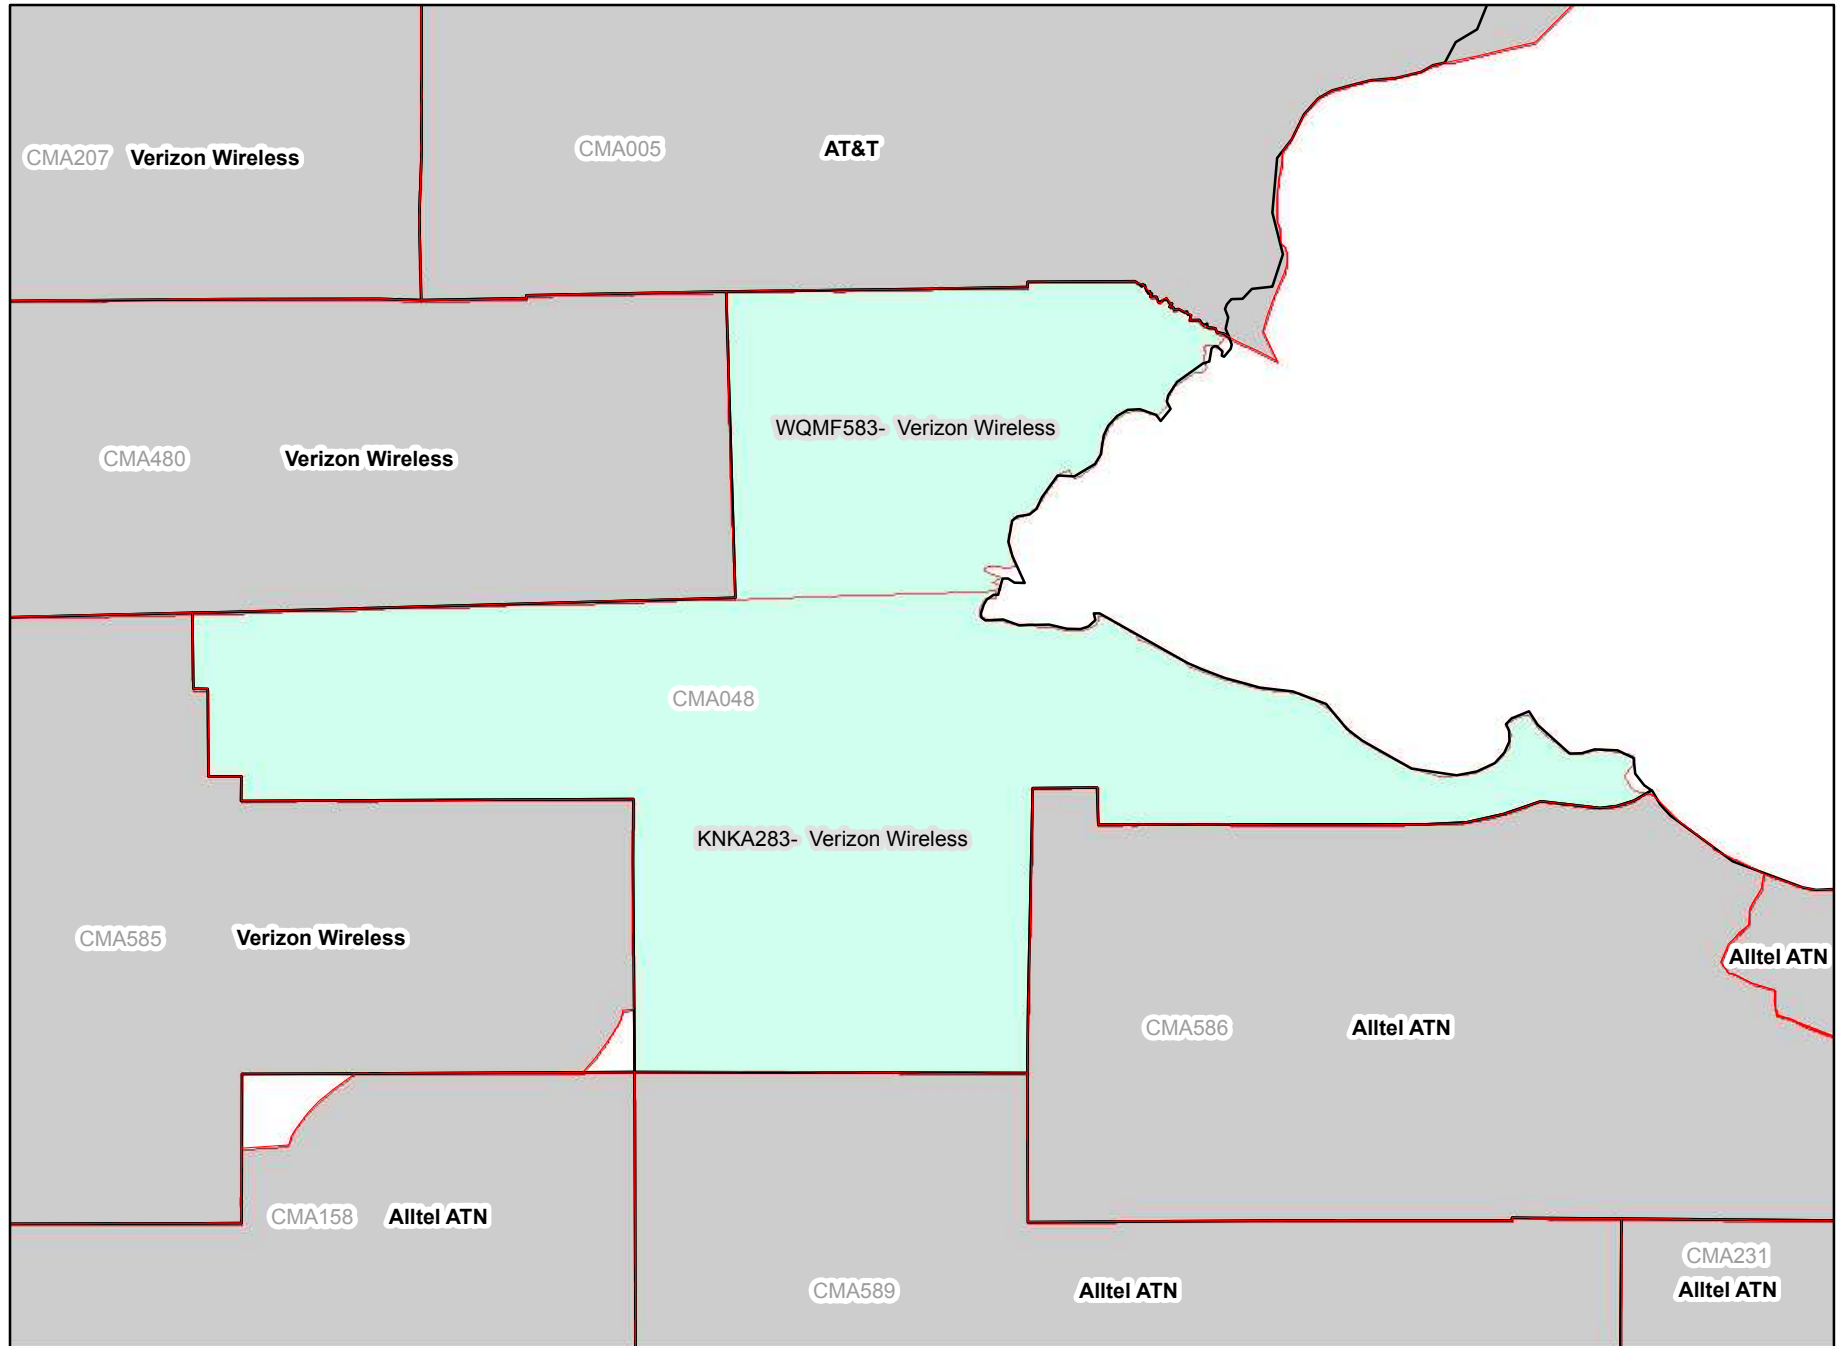 CMA207 Verizon Wireless
CMA005 AT&T
WQMF583- Verizon Wireless
CMA480 Verizon Wireless
CMA048
KNKA283- Verizon Wireless
CMA585 Verizon Wireless
Alltel ATN
CMA586 Alltel ATN
CMA158 Alltel ATN
CMA589 Alltel ATN
CMA231
Alltel ATN